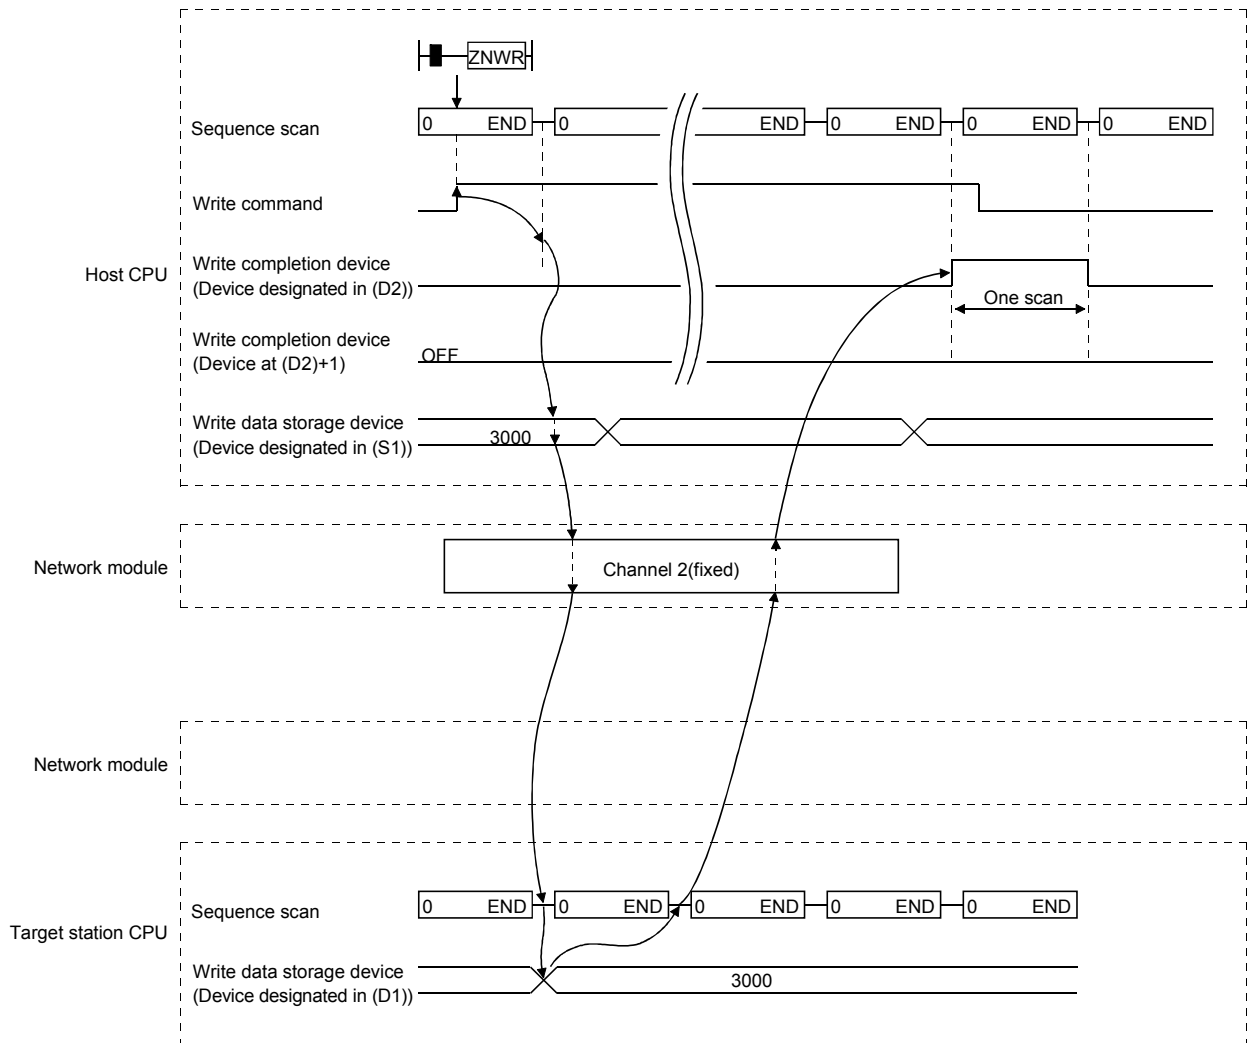 ZNWR
Sequence scan
0 END 0 END 0 END 0 END 0 END
Write command
Host CPU
Write completion device
(Device designated in (D2))
One scan
Write completion device
(Device at (D2)+1)
OFF
Write data storage device
(Device designated in (S1))
3000
Network module
Channel 2(fixed)
Network module
Target station CPU
Sequence scan
0 END 0 END 0 END 0 END 0 END
Write data storage device
(Device designated in (D1))
3000